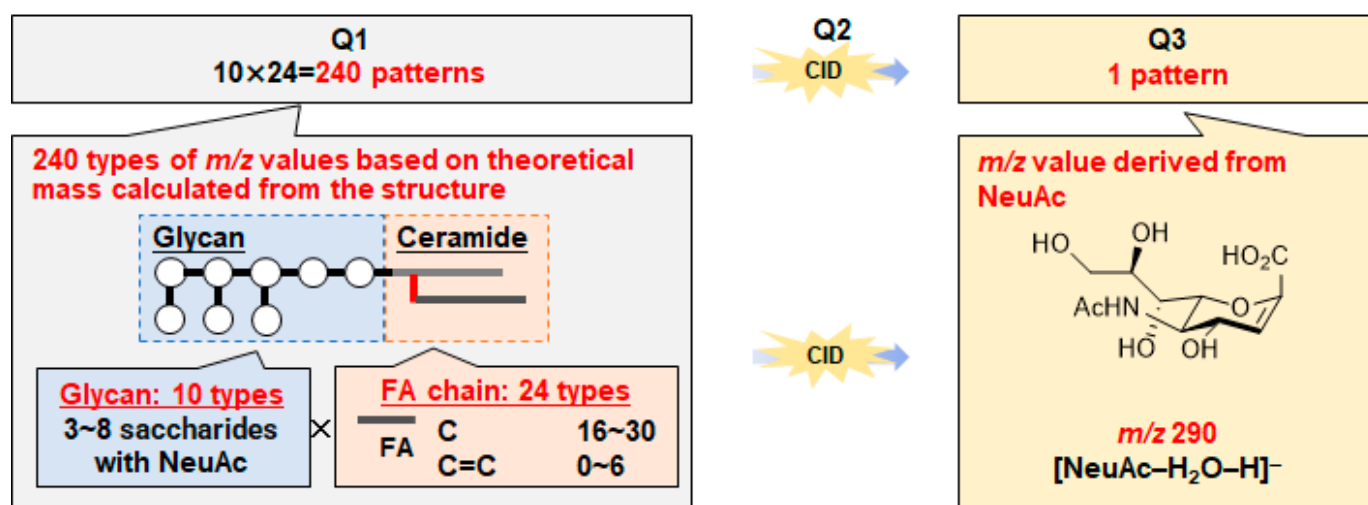 Q1
10×24=240 patterns
Q2
CID
Q3
1 pattern
240 types of m/z values based on theoretical
mass calculated from the structure
Glycan
Ceramide
Glycan: 10 types
3~8 saccharides
with NeuAc
×
FA chain: 24 types
FA
C 16~30
C=C 0~6
CID
m/z value derived from
NeuAc
HO
OH
HO₂C
O
AcHN
HO
OH
m/z 290
[NeuAc–H₂O–H]⁻